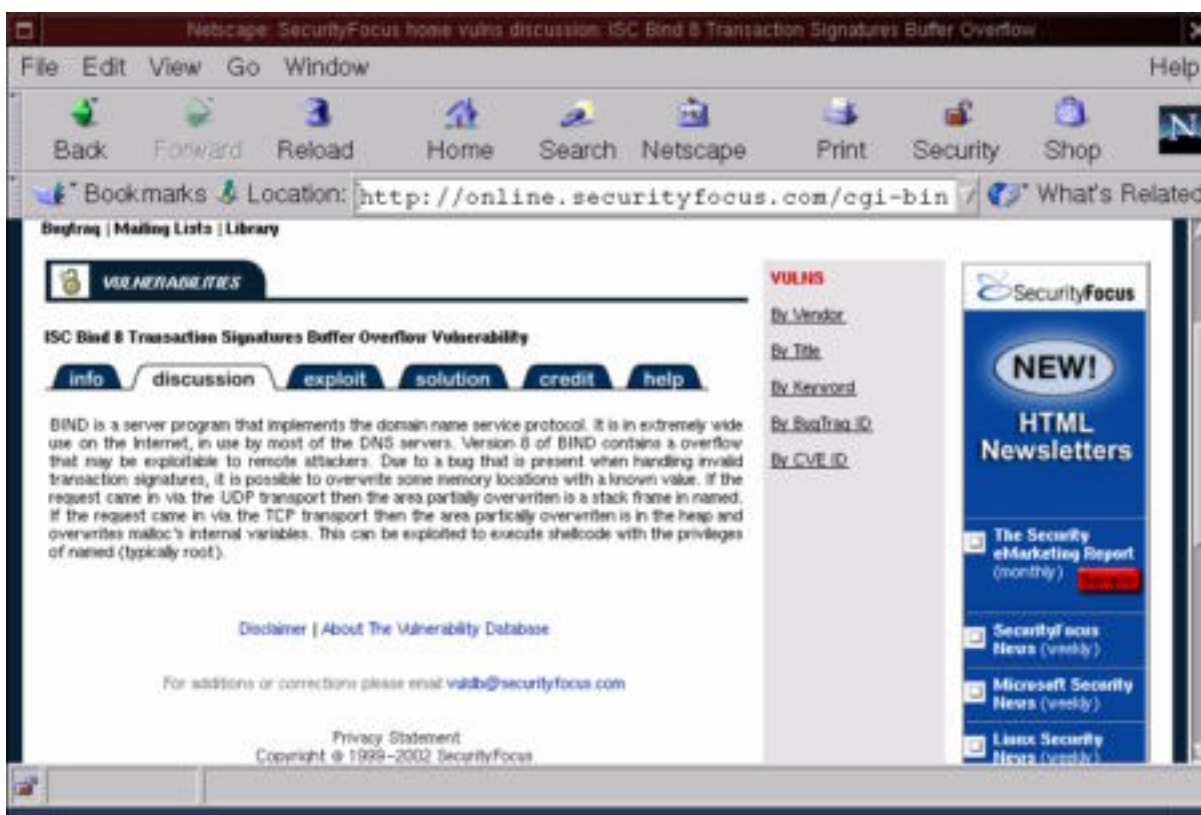 Netscape: SecurityFocus home vulns discussion: ISC Bind 8 Transaction Signatures Buffer Overflow
File Edit View Go Window Help
Back Forward Reload Home Search Netscape Print Security Shop
Bookmarks Location: http://online.securityfocus.com/cgi-bin What's Related
Bugtraq | Mailing Lists | Library
VULNERABILITIES
ISC Bind 8 Transaction Signatures Buffer Overflow Vulnerability
info discussion exploit solution credit help
BIND is a server program that implements the domain name service protocol. It is in extremely wide
use on the Internet, in use by most of the DNS servers. Version 8 of BIND contains a overflow
that may be exploitable to remote attackers. Due to a bug that is present when handling invalid
transaction signatures, it is possible to overwrite some memory locations with a known value. If the
request came in via the UDP transport then the area partially overwriten is a stack frame in named.
If the request came in via the TCP transport then the area partically overwriten is in the heap and
overwrites malloc's internal variables. This can be exploited to execute shellcode with the privileges
of named (typically root).
Disclaimer | About The Vulnerability Database
For additions or corrections please email vuldb@securityfocus.com
Privacy Statement
Copyright © 1999-2002 SecurityFocus
VULNS
By Vendor
By Title
By Keyword
By BugTraq ID
By CVE ID
SecurityFocus
NEW!
HTML
Newsletters
The Security
eMarketing Report
(monthly)
Sample
SecurityFocus
News (weekly)
Microsoft Security
News (weekly)
Linux Security
News (weekly)